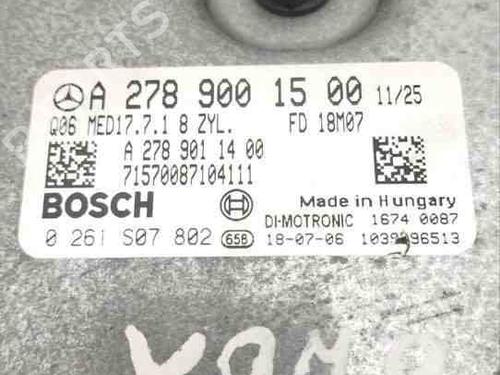 A 278 900 15 00 11/25
Q06 MED17.7.1 8 ZYL. FD 18M07
A 278 901 14 00
71570087104111
BOSCH
Made in Hungary
DI-MOTRONIC 1674 0087
0 261 S07 802 658 18-07-06